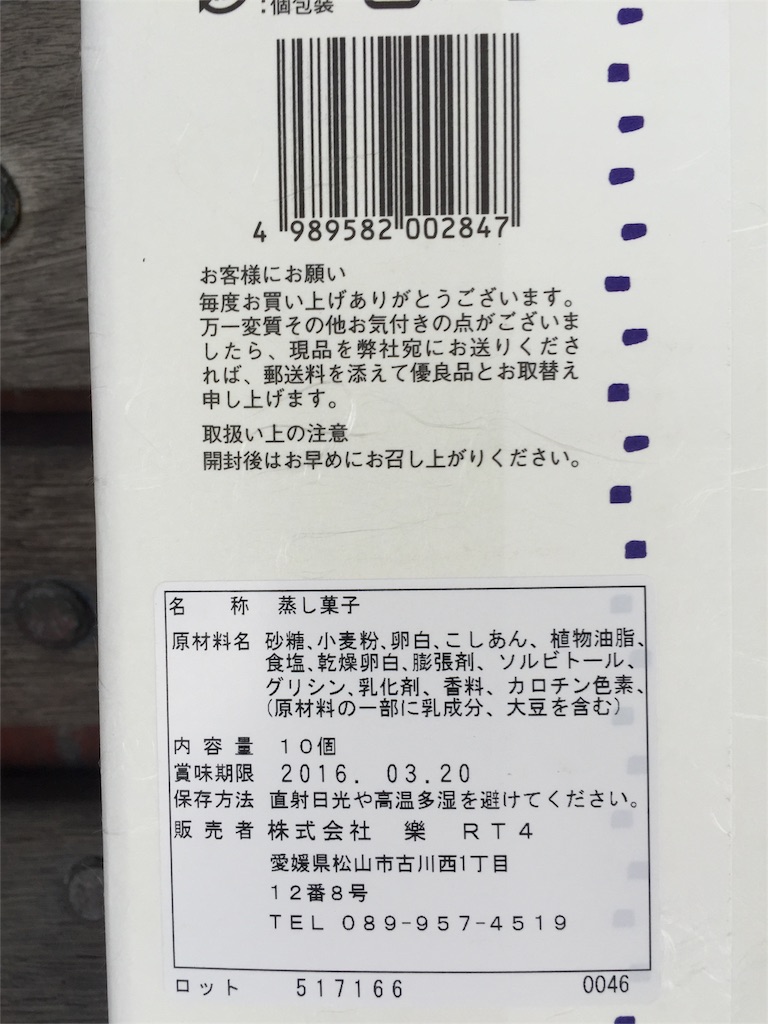 :個包装
4 989582 002847
お客様にお願い
毎度お買い上げありがとうございます。
万一変質その他お気付きの点がございま
したら、現品を弊社宛にお送りくださ
れば、郵送料を添えて優良品とお取替え
申し上げます。
取扱い上の注意
開封後はお早めにお召し上がりください。
名　称　蒸し菓子
原材料名　砂糖、小麦粉、卵白、こしあん、植物油脂、
食塩、乾燥卵白、膨張剤、ソルビトール、
グリシン、乳化剤、香料、カロチン色素、
(原材料の一部に乳成分、大豆を含む)
内容量　10個
賞味期限　2016. 03.20
保存方法　直射日光や高温多湿を避けてください。
販売者　株式会社　樂　RT4
愛媛県松山市古川西1丁目
12番8号
TEL 089-957-4519
ロット　517166　0046